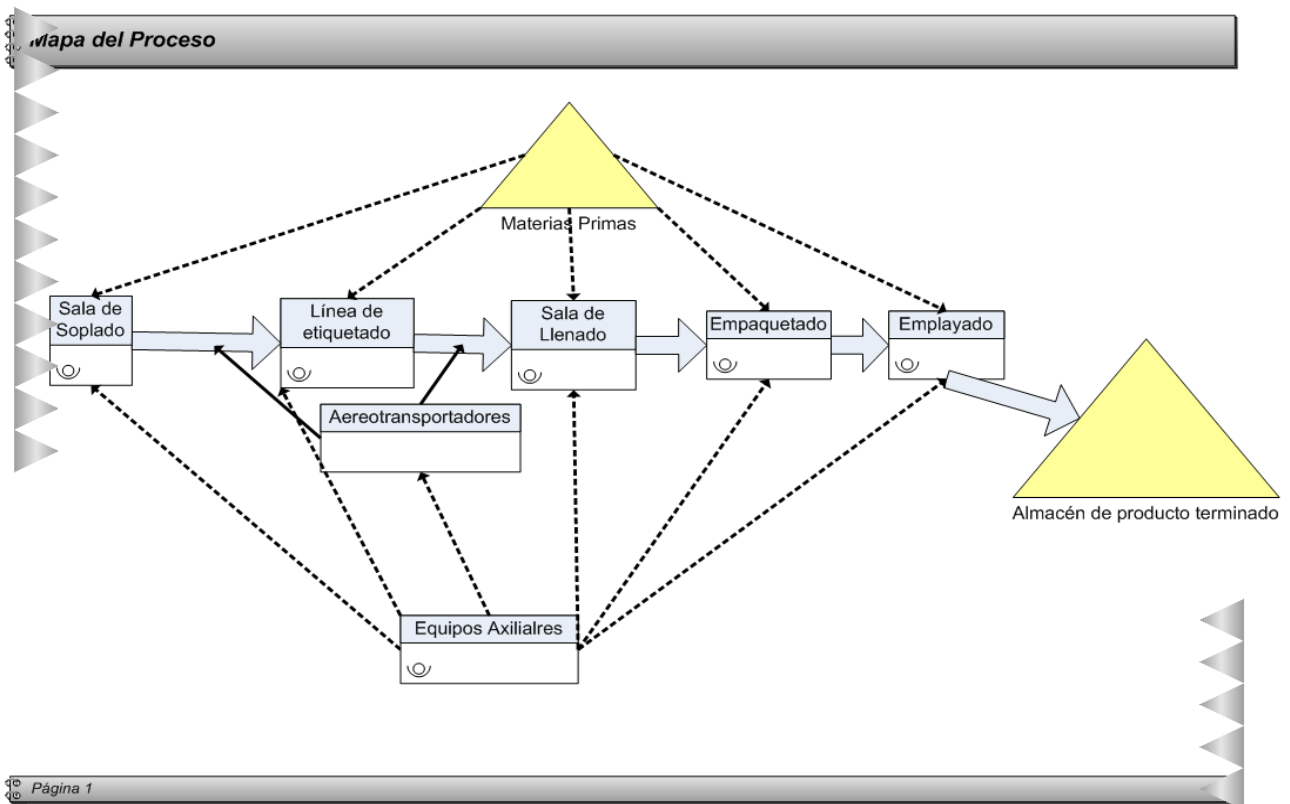 Mapa del Proceso
Materias Primas
Sala de
Soplado
Línea de
etiquetado
Sala de
Llenado
Empaquetado
Emplayado
Aereotransportadores
Almacén de producto terminado
Equipos Axilialres
Página 1